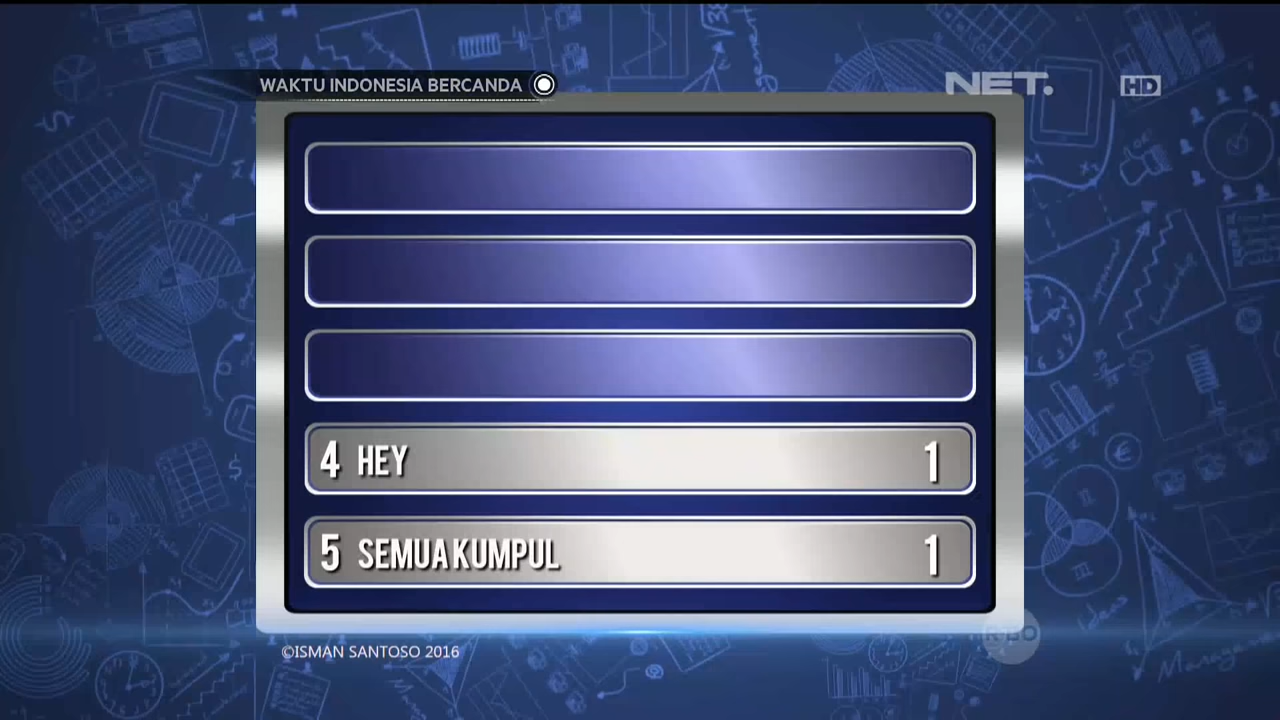 WAKTU INDONESIA BERCANDA
NET.
HD
4 HEY 1
5 SEMUA KUMPUL 1
©ISMAN SANTOSO 2016